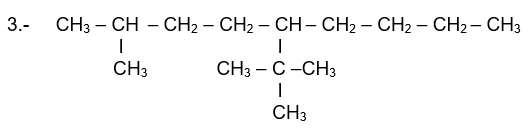 3.- CH₃ – CH – CH₂ – CH₂ – CH – CH₂ – CH₂ – CH₂ – CH₃
CH₃ CH₃ – C –CH₃
CH₃